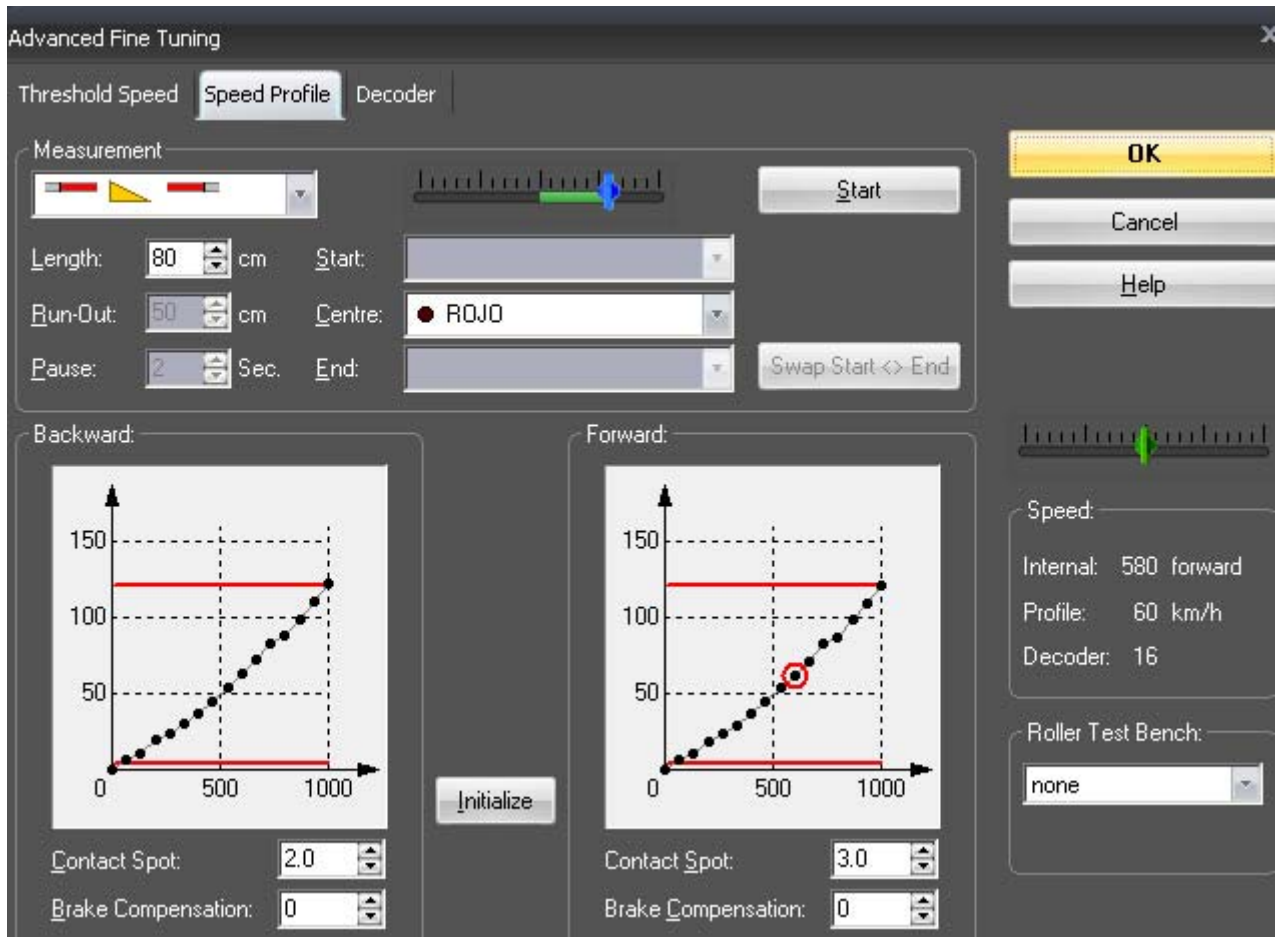 Advanced Fine Tuning
x
Threshold Speed Speed Profile Decoder
Measurement
Start
Length: 80 cm Start:
Run-Out: 50 cm Centre: ROJO
Pause: 2 Sec. End: Swap Start <> End
OK
Cancel
Help
Backward:
150
100
50
0 500 1000
Contact Spot: 2.0
Brake Compensation: 0
Initialize
Forward:
150
100
50
0 500 1000
Contact Spot: 3.0
Brake Compensation: 0
Speed:
Internal: 580 forward
Profile: 60 km/h
Decoder: 16
Roller Test Bench:
none